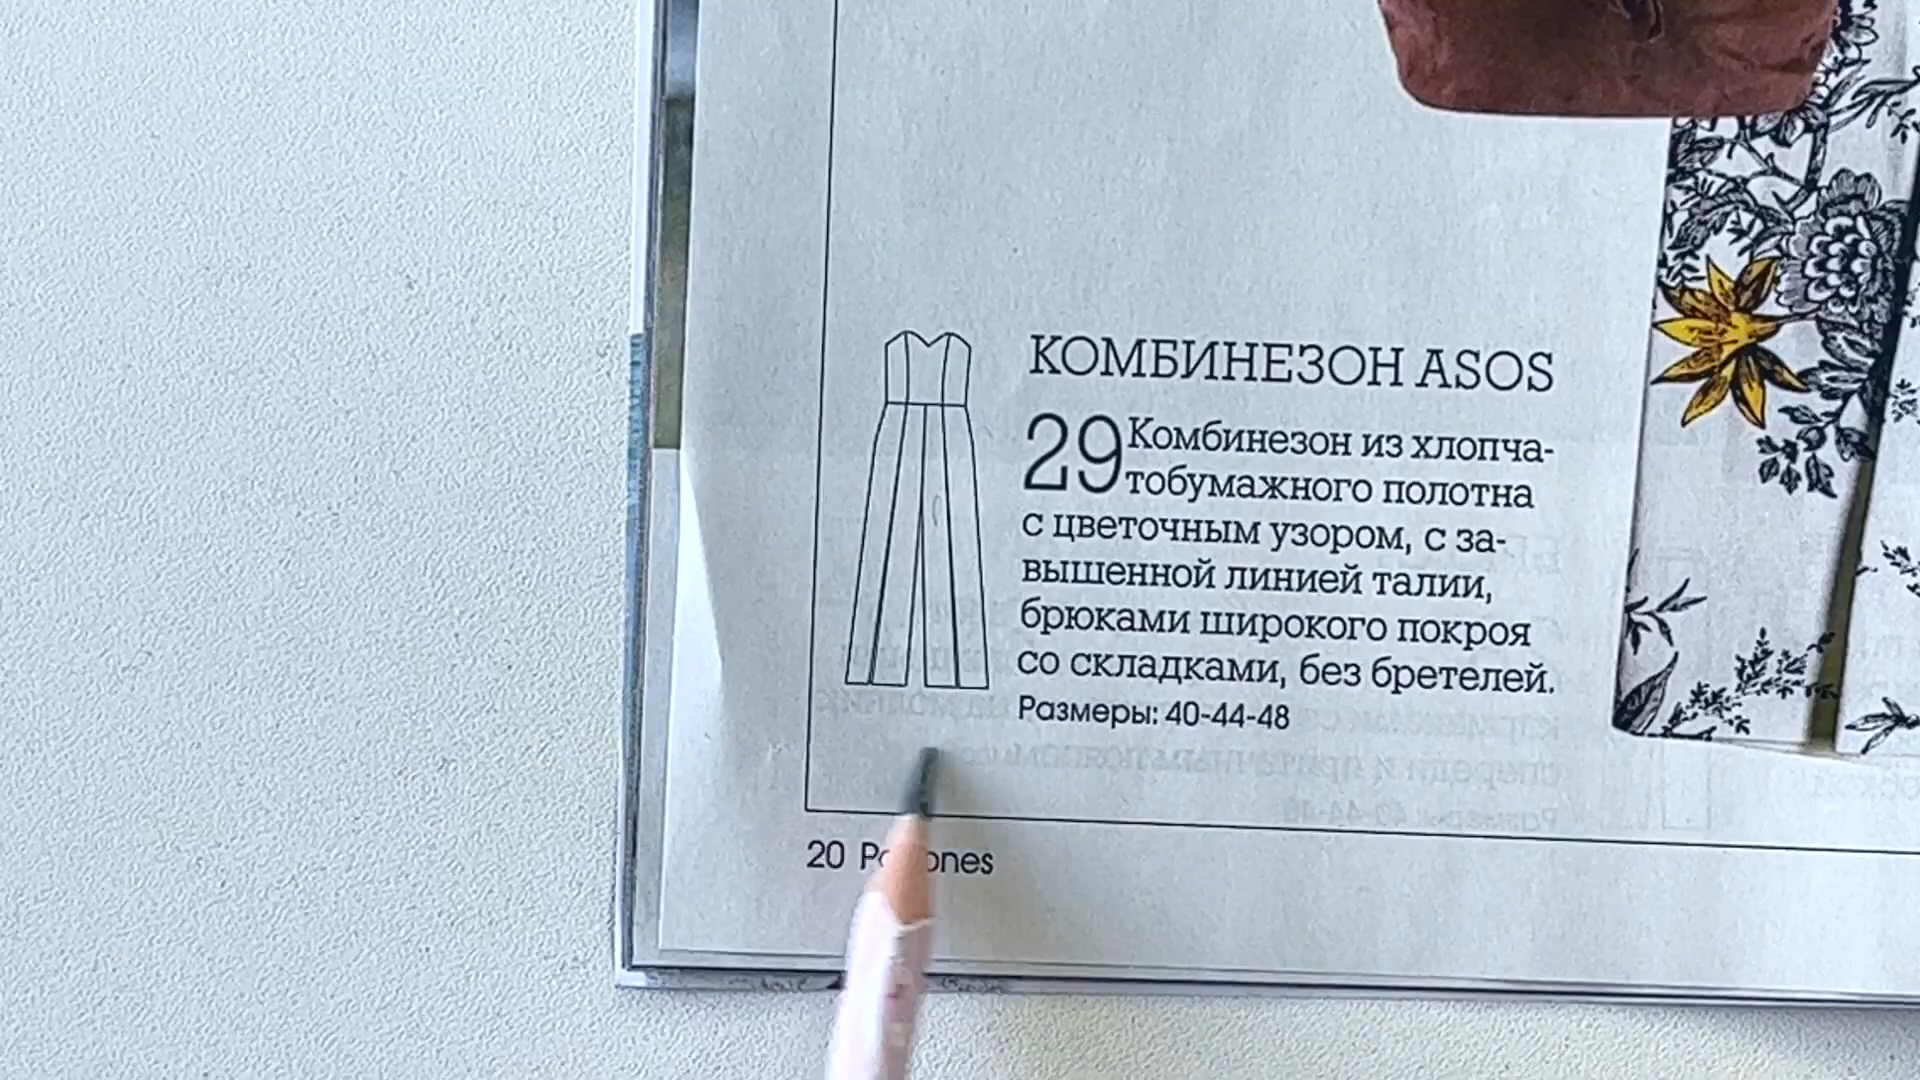 КОМБИНЕЗОН ASOS
29 Комбинезон из хлопча-
тобумажного полотна
с цветочным узором, с за-
вышенной линией талии,
брюками широкого покроя
со складками, без бретелей.
Размеры: 40-44-48
20